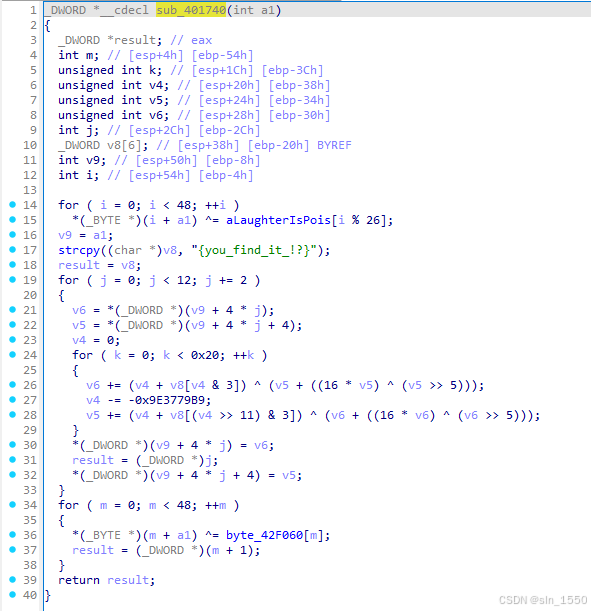 1 _DWORD *__cdecl sub_401740(int a1)
2 {
3 _DWORD *result; // eax
4 int m; // [esp+4h] [ebp-54h]
5 unsigned int k; // [esp+1Ch] [ebp-3Ch]
6 unsigned int v4; // [esp+20h] [ebp-38h]
7 unsigned int v5; // [esp+24h] [ebp-34h]
8 unsigned int v6; // [esp+28h] [ebp-30h]
9 int j; // [esp+2Ch] [ebp-2Ch]
10 _DWORD v8[6]; // [esp+38h] [ebp-20h] BYREF
11 int v9; // [esp+50h] [ebp-8h]
12 int i; // [esp+54h] [ebp-4h]
13
14 for ( i = 0; i < 48; ++i )
15 *(_BYTE *)(i + a1) ^= aLaughterIsPois[i % 26];
16 v9 = a1;
17 strcpy((char *)v8, "{you_find_it_!?}");
18 result = v8;
19 for ( j = 0; j < 12; j += 2 )
20 {
21 v6 = *(_DWORD *)(v9 + 4 * j);
22 v5 = *(_DWORD *)(v9 + 4 * j + 4);
23 v4 = 0;
24 for ( k = 0; k < 0x20; ++k )
25 {
26 v6 += (v4 + v8[v4 & 3]) ^ (v5 + ((16 * v5) ^ (v5 >> 5)));
27 v4 -= -0x9E3779B9;
28 v5 += (v4 + v8[(v4 >> 11) & 3]) ^ (v6 + ((16 * v6) ^ (v6 >> 5)));
29 }
30 *(_DWORD *)(v9 + 4 * j) = v6;
31 result = (_DWORD *)j;
32 *(_DWORD *)(v9 + 4 * j + 4) = v5;
33 }
34 for ( m = 0; m < 48; ++m )
35 {
36 *(_BYTE *)(m + a1) ^= byte_42F060[m];
37 result = (_DWORD *)(m + 1);
38 }
39 return result;
40 }
CSDN @sln_1550